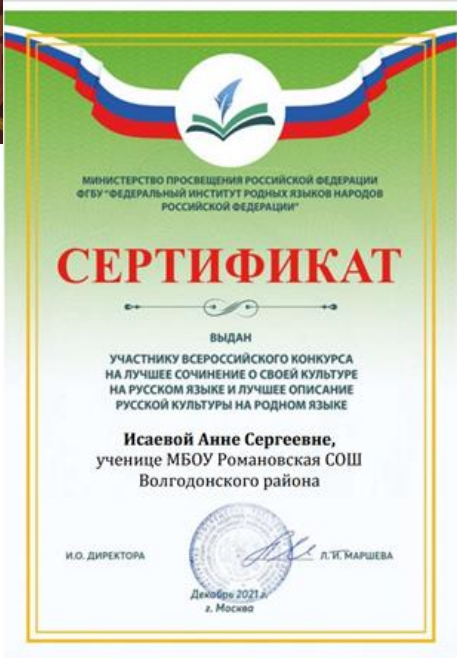 МИНИСТЕРСТВО ПРОСВЕЩЕНИЯ РОССИЙСКОЙ ФЕДЕРАЦИИ
ФГБУ "ФЕДЕРАЛЬНЫЙ ИНСТИТУТ РОДНЫХ ЯЗЫКОВ НАРОДОВ
РОССИЙСКОЙ ФЕДЕРАЦИИ"
СЕРТИФИКАТ
ВЫДАН
УЧАСТНИКУ ВСЕРОССИЙСКОГО КОНКУРСА
НА ЛУЧШЕЕ СОЧИНЕНИЕ О СВОЕЙ КУЛЬТУРЕ
НА РУССКОМ ЯЗЫКЕ И ЛУЧШЕЕ ОПИСАНИЕ
РУССКОЙ КУЛЬТУРЫ НА РОДНОМ ЯЗЫКЕ
Исаевой Анне Сергеевне,
ученице МБОУ Романовская СОШ
Волгодонского района
И.О. ДИРЕКТОРА Л.И. МАРШЕВА
Декабрь 2021 г.
г. Москва